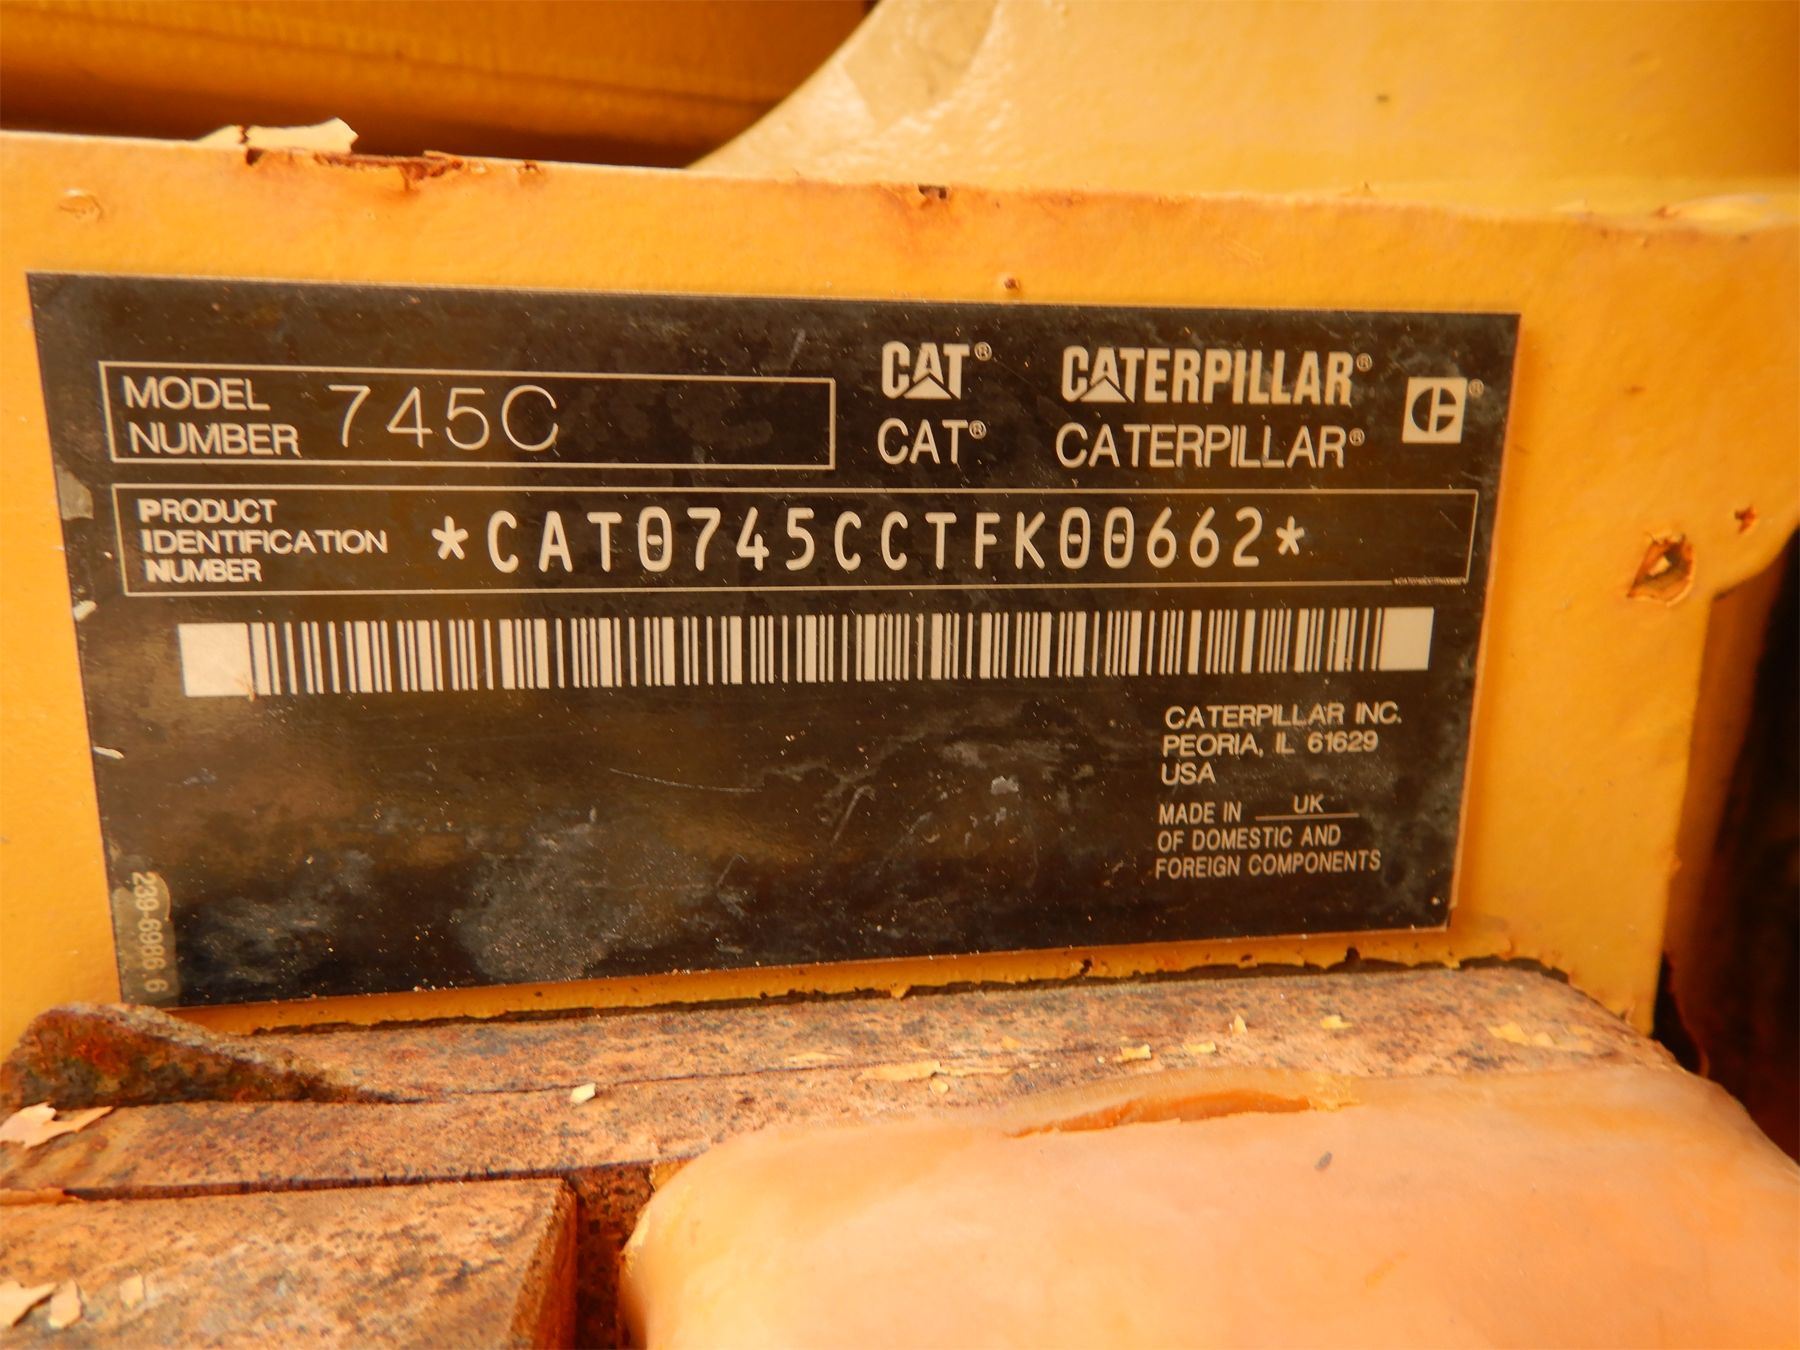 MODEL
NUMBER 745C
CAT® CATERPILLAR®
CAT® CATERPILLAR®
PRODUCT
IDENTIFICATION
NUMBER
*CAT0745CCTFK00662*
CATERPILLAR INC.
PEORIA, IL 61629
USA
MADE IN UK
OF DOMESTIC AND
FOREIGN COMPONENTS
239-6986 6